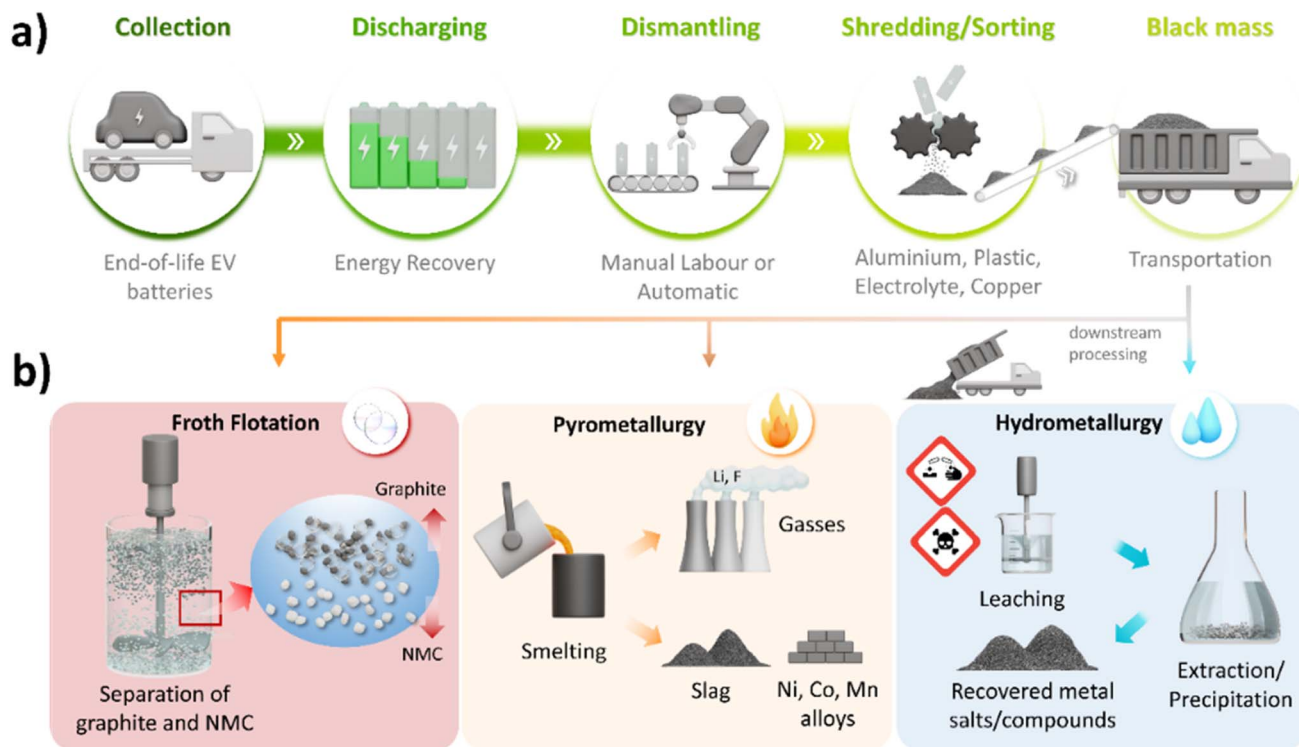 a)
Collection
Discharging
Dismantling
Shredding/Sorting
Black mass
End-of-life EV
batteries
Energy Recovery
Manual Labour or
Automatic
Aluminium, Plastic,
Electrolyte, Copper
Transportation
downstream
processing
b)
Froth Flotation
Graphite
NMC
Separation of
graphite and NMC
Pyrometallurgy
Li, F
Gasses
Smelting
Slag
Ni, Co, Mn
alloys
Hydrometallurgy
Leaching
Recovered metal
salts/compounds
Extraction/
Precipitation